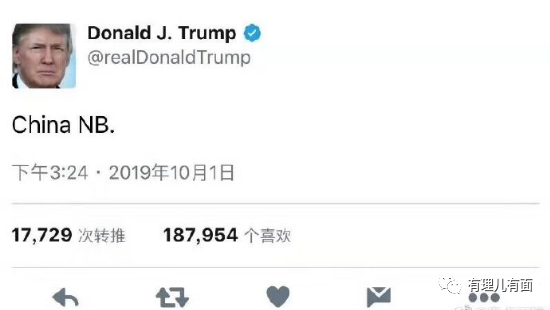 Donald J. Trump
@realDonaldTrump
China NB.
下午3:24 · 2019年10月1日
17,729 次转推 187,954 个喜欢
有理儿有面